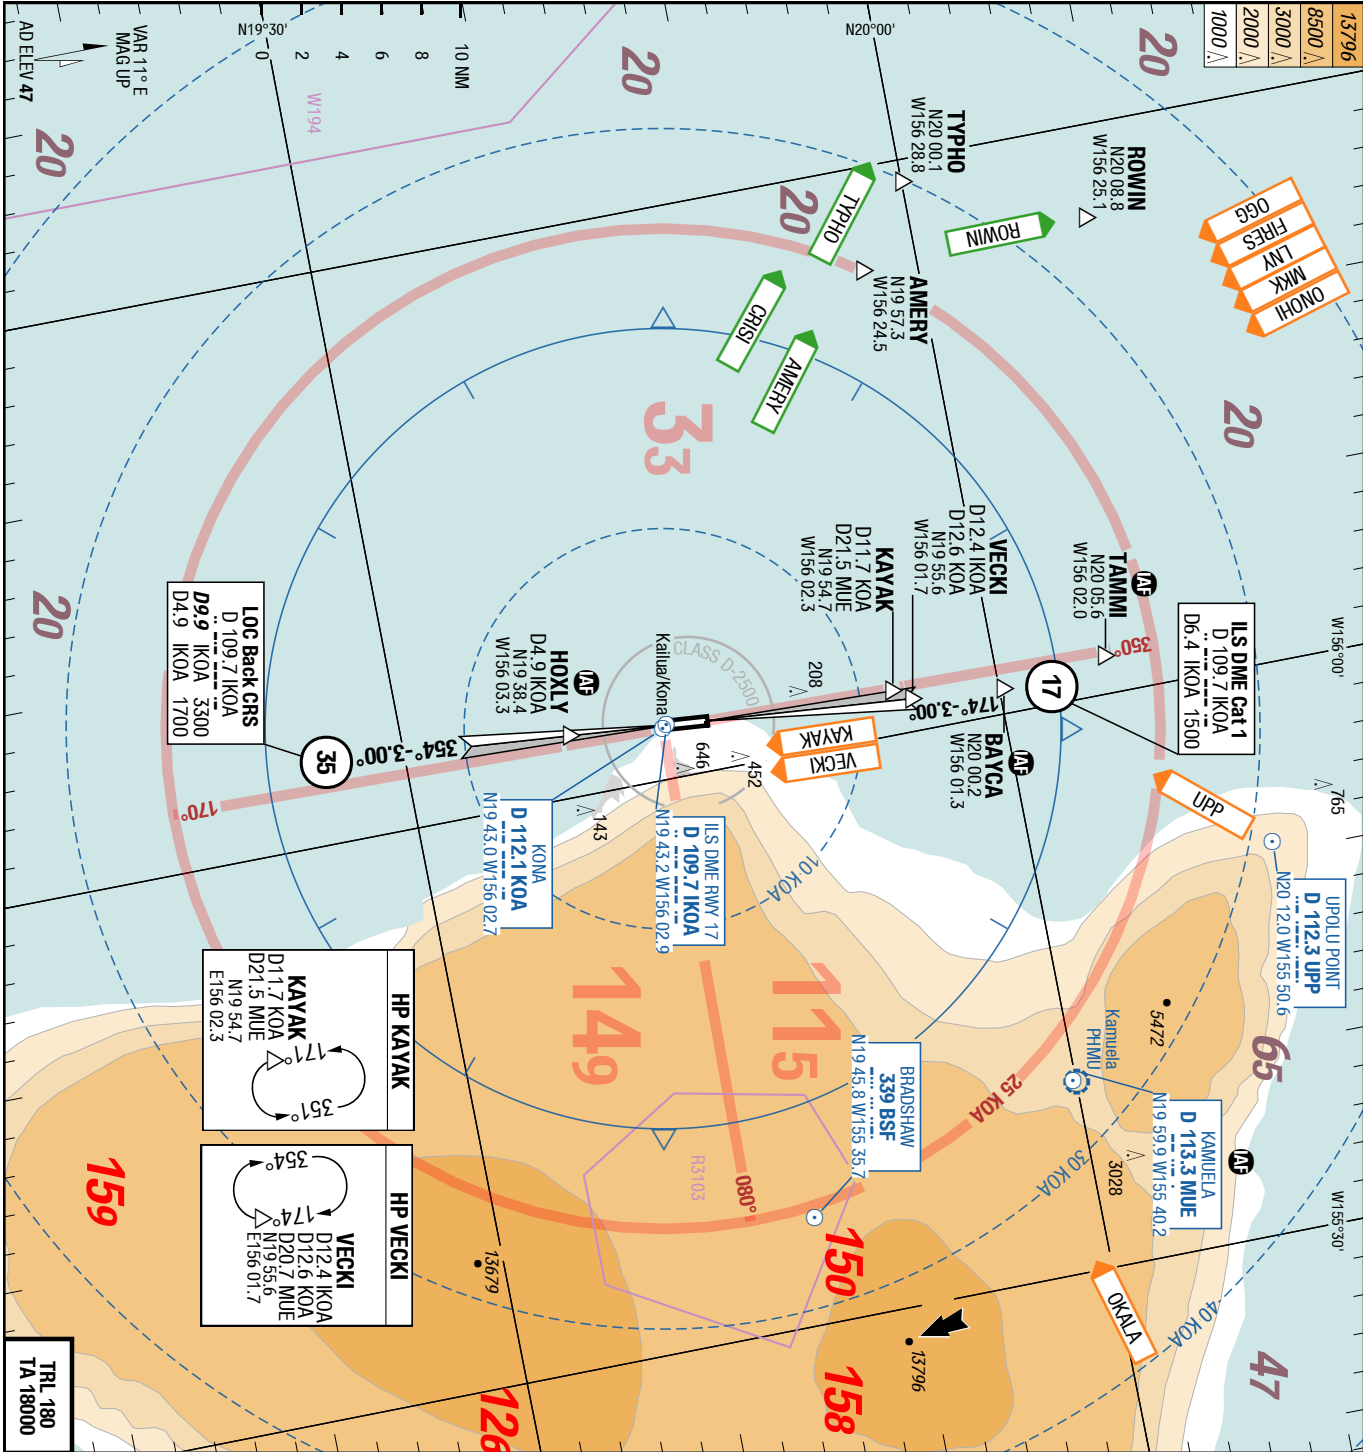 13796
8500
3000
2000
1000
N20°00'
N19°30'
0
2
4
6
8
10 NM
VAR 11° E
MAG UP
AD ELEV 47
W194
20
20
20
20
20
20
TYPHO
N20 00.1
W156 28.8
ROWIN
N20 08.8
W156 25.1
AMERY
N19 57.3
W156 24.5
OGG
FIRES
LNY
MKK
ONOHI
ROWIN
TYPHO
CRISI
AMERY
33
TAMMI
N20 05.6
W156 02.0
IAF
VECKI
D12.4 IKOA
D12.6 KOA
N19 55.6
W156 01.7
KAYAK
D11.7 KOA
D21.5 MUE
N19 54.7
W156 02.3
ILS DME Cat 1
D 109.7 IKOA
D6.4 IKOA 1500
W156°00'
350°
17
174°-3.00°
BAYCA
N20 00.2
W156 01.3
IAF
208
CLASS D-2500
Kailua/Kona
HOXLY
D4.9 IKOA
N19 38.4
W156 03.3
IAF
LOC Back CRS
D 109.7 IKOA
D9.9 IKOA 3300
D4.9 IKOA 1700
35
354°-3.00°
170°
KAYAK
VECKI
646
452
143
765
UPP
UPOLU POINT
D 112.3 UPP
N20 12.0 W155 50.6
KONA
D 112.1 KOA
N19 43.0 W156 02.7
ILS DME RWY 17
D 109.7 IKOA
N19 43.2 W156 02.9
10 KOA
149
115
5472
Kamuela
PHMU
65
BRADSHAW
339 BSF
N19 45.8 W155 35.7
25 KOA
30 KOA
40 KOA
KAMUELA
D 113.3 MUE
N19 59.9 W155 40.2
IAF
3028
W155°30'
R3103
080°
HP KAYAK
KAYAK
D11.7 KOA
D21.5 MUE
N19 54.7
E156 02.3
171°
351°
HP VECKI
VECKI
D12.4 IKOA
D12.6 KOA
D20.7 MUE
N19 55.6
E156 01.7
354°
174°
159
150
158
126
47
13679
13796
OKALA
TRL 180
TA 18000